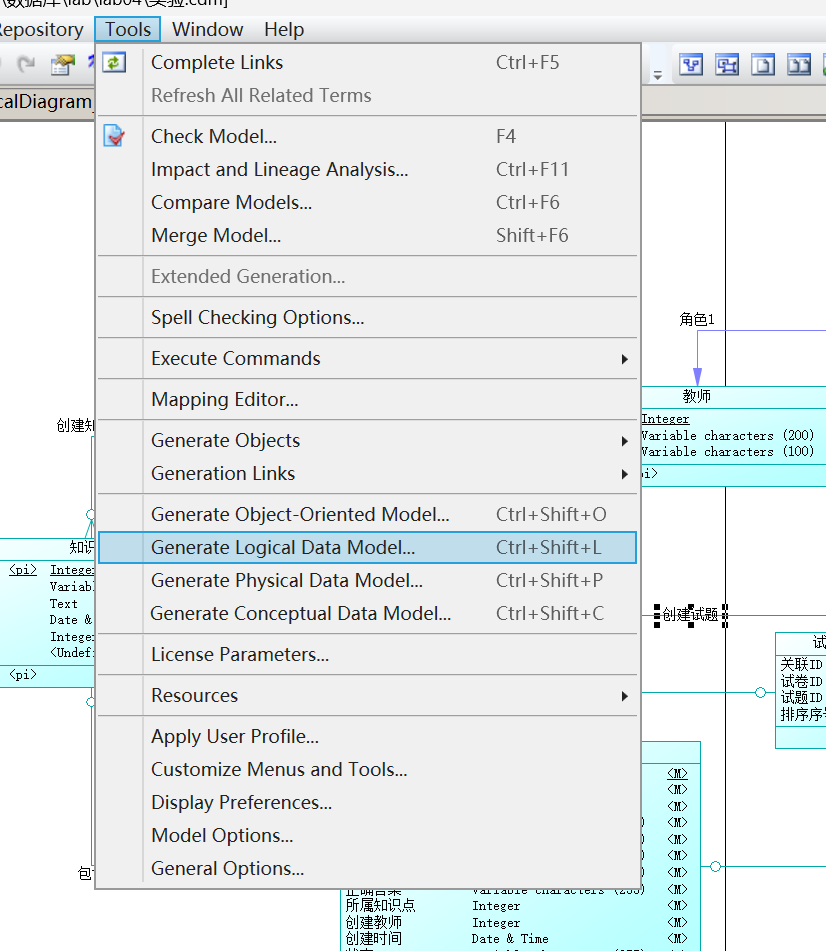 \数据库\lab\lab04\实验.cdm]
Repository Tools Window Help
calDiagram_
Complete Links Ctrl+F5
Refresh All Related Terms
Check Model... F4
Impact and Lineage Analysis... Ctrl+F11
Compare Models... Ctrl+F6
Merge Model... Shift+F6
Extended Generation...
Spell Checking Options...
Execute Commands
Mapping Editor...
Generate Objects
Generation Links
Generate Object-Oriented Model... Ctrl+Shift+O
Generate Logical Data Model... Ctrl+Shift+L
Generate Physical Data Model... Ctrl+Shift+P
Generate Conceptual Data Model... Ctrl+Shift+C
License Parameters...
Resources
Apply User Profile...
Customize Menus and Tools...
Display Preferences...
Model Options...
General Options...
角色1
教师
Integer
Variable characters (200)
Variable characters (100)
pi>
创建知
知识
<pi> Integer
Variabl
Text
Date &
Integer
<Undefi
<pi>
创建试题
试
关联ID
试卷ID
试题ID
排序序号
<M>
<M>
<M>
<M>
<M>
<M>
<M>
包
正确答案 Variable characters (255) <M>
所属知识点 Integer <M>
创建教师 Integer <M>
创建时间 Date & Time <M>